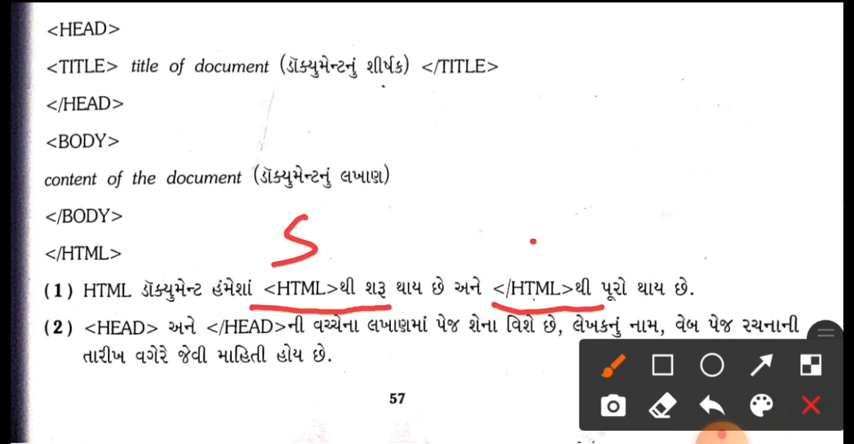 <HEAD>
<TITLE> title of document (ડૉક્યુમેન્ટનું શીર્ષક) </TITLE>
</HEAD>
<BODY>
content of the document (ડૉક્યુમેન્ટનું લખાણ)
</BODY>
</HTML>
S
(1) HTML ડૉક્યુમેન્ટ હંમેશાં <HTML>થી શરૂ થાય છે અને </HTML>થી પૂરો થાય છે.
(2) <HEAD> અને </HEAD>ની વચ્ચેના લખાણમાં પેજ શેના વિશે છે, લેખકનું નામ, વેબ પેજ રચનાની
તારીખ વગેરે જેવી માહિતી હોય છે.
57